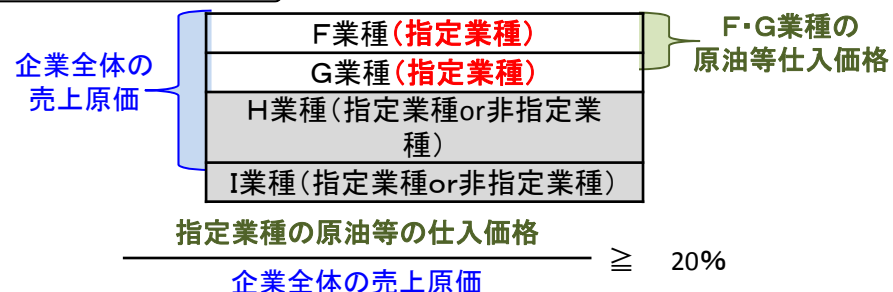 F業種(指定業種)
G業種(指定業種)
H業種(指定業種or非指定業
種)
I業種(指定業種or非指定業種)
企業全体の
売上原価
F・G業種の
原油等仕入価格
指定業種の原油等の仕入価格
企業全体の売上原価
≧ 20%